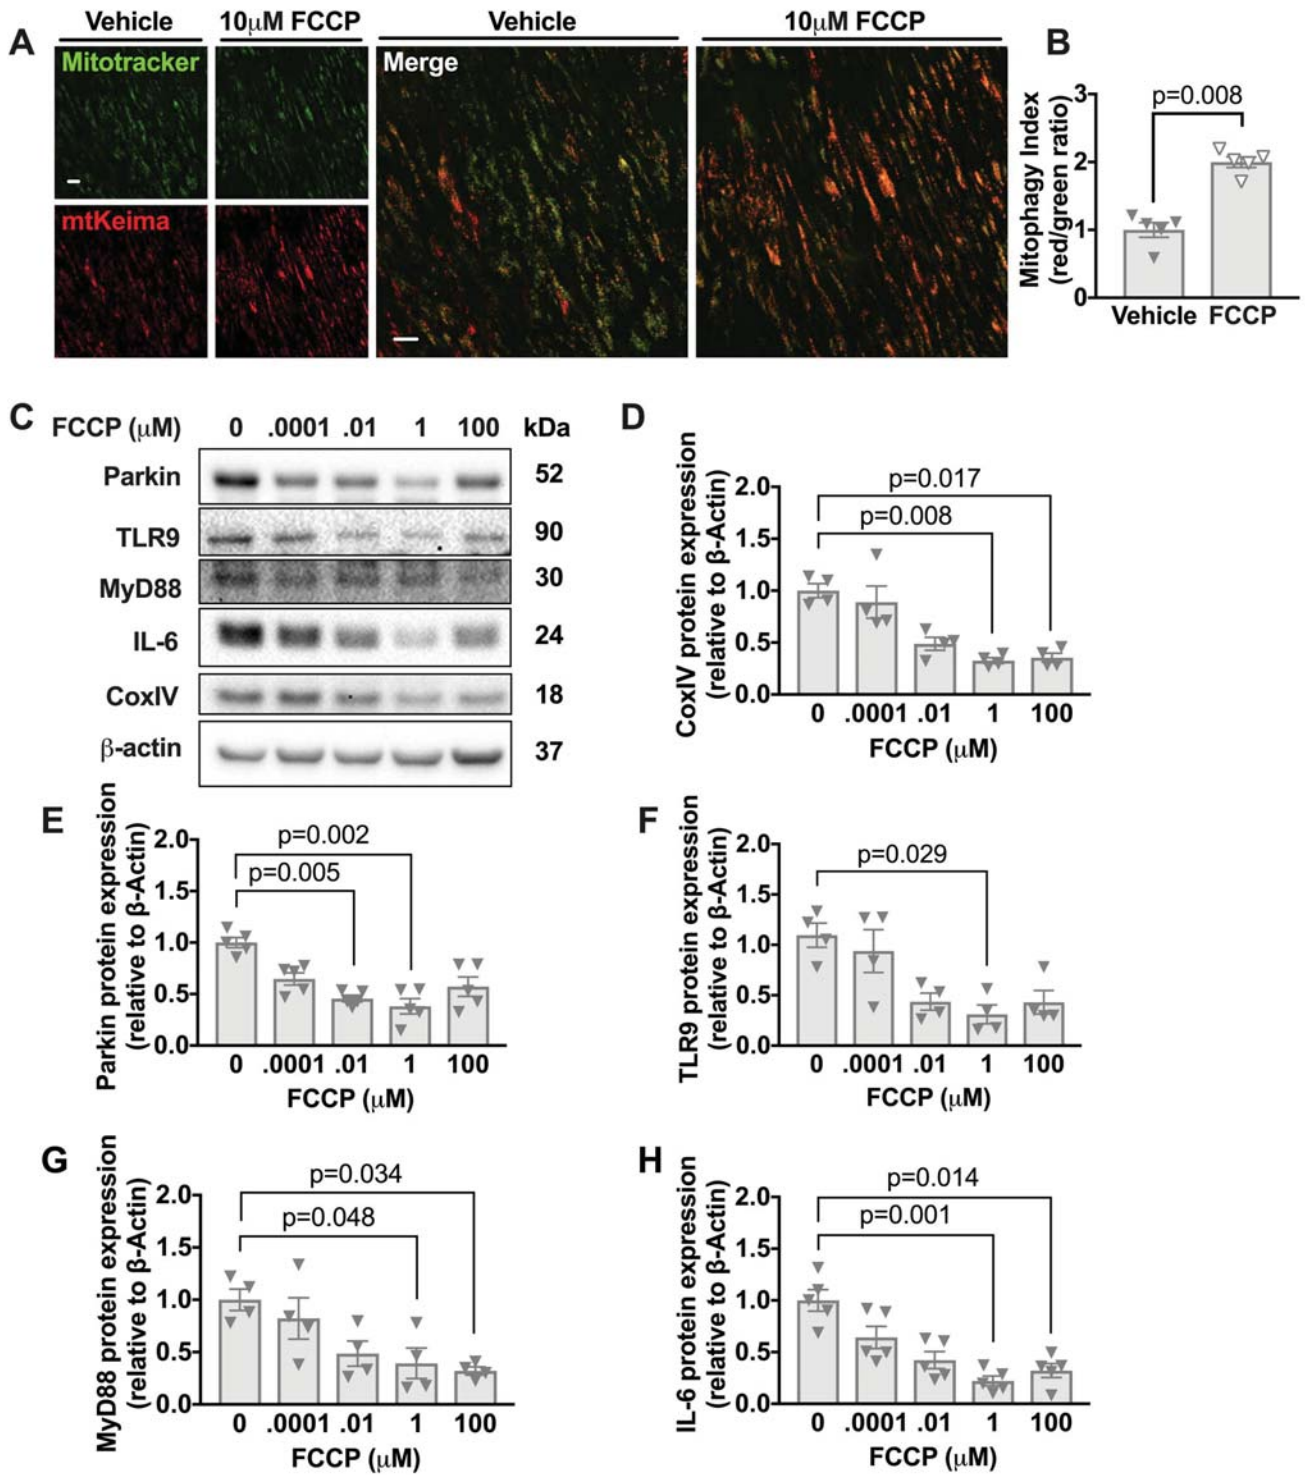 A
Vehicle
10μM FCCP
Vehicle
10μM FCCP
Mitotracker
mtKeima
Merge
B
p=0.008
Mitophagy Index
(red/green ratio)
3
2
1
0
Vehicle FCCP
C
FCCP (μM) 0 .0001 .01 1 100 kDa
Parkin 52
TLR9 90
MyD88 30
IL-6 24
CoxIV 18
β-actin 37
D
CoxIV protein expression
(relative to β-Actin)
p=0.017
p=0.008
2.0
1.5
1.0
0.5
0.0
0 .0001 .01 1 100
FCCP (μM)
E
Parkin protein expression
(relative to β-Actin)
p=0.002
p=0.005
2.0
1.5
1.0
0.5
0.0
0 .0001 .01 1 100
FCCP (μM)
F
TLR9 protein expression
(relative to β-Actin)
p=0.029
2.0
1.5
1.0
0.5
0.0
0 .0001 .01 1 100
FCCP (μM)
G
MyD88 protein expression
(relative to β-Actin)
p=0.034
p=0.048
2.0
1.5
1.0
0.5
0.0
0 .0001 .01 1 100
FCCP (μM)
H
IL-6 protein expression
(relative to β-Actin)
p=0.014
p=0.001
2.0
1.5
1.0
0.5
0.0
0 .0001 .01 1 100
FCCP (μM)